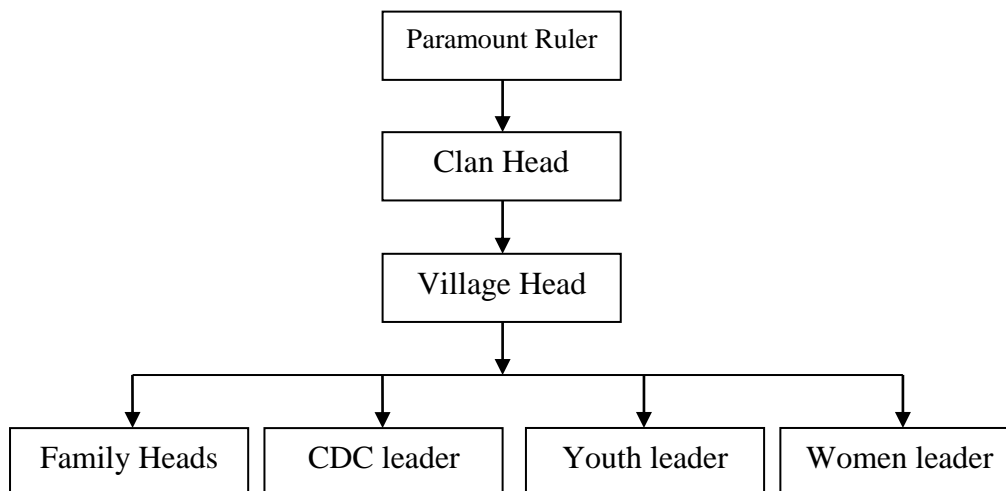 Paramount Ruler
Clan Head
Village Head
Family Heads
CDC leader
Youth leader
Women leader